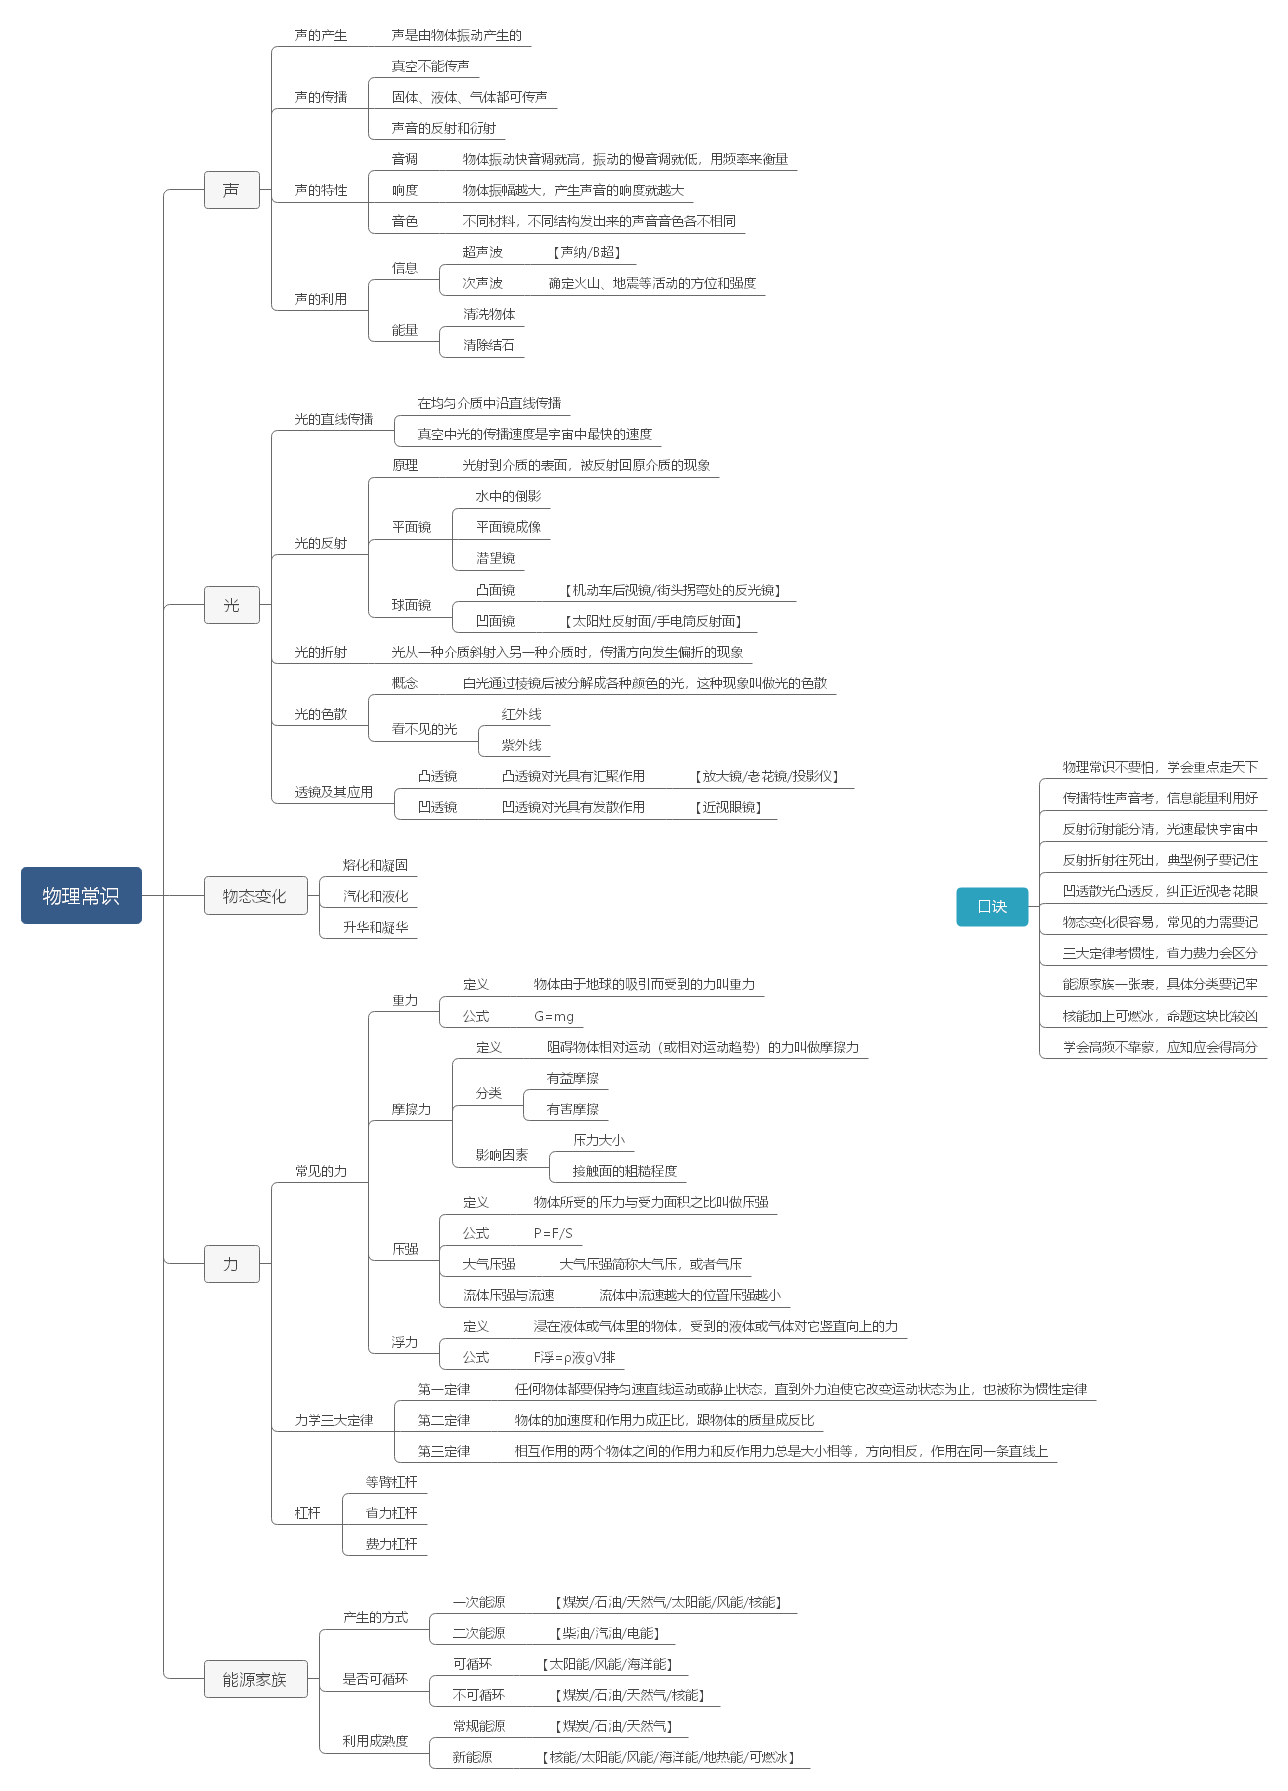 声的产生 声是由物体振动产生的
真空不能传声
声的传播 固体、液体、气体都可传声
声音的反射和衍射
音调 物体振动快音调就高，振动的慢音调就低，用频率来衡量
声
声的特性 响度 物体振幅越大，产生声音的响度就越大
音色 不同材料，不同结构发出来的声音音色各不相同
超声波 【声纳/B超】
信息
次声波 确定火山、地震等活动的方位和强度
声的利用
清洗物体
能量
清除结石
在均匀介质中沿直线传播
光的直线传播
真空中光的传播速度是宇宙中最快的速度
原理 光射到介质的表面，被反射回原介质的现象
水中的倒影
平面镜 平面镜成像
光的反射
潜望镜
凸面镜 【机动车后视镜/街头拐弯处的反光镜】
光
球面镜
凹面镜 【太阳灶反射面/手电筒反射面】
光的折射 光从一种介质斜射入另一种介质时，传播方向发生偏折的现象
概念 白光通过棱镜后被分解成各种颜色的光，这种现象叫做光的色散
光的色散
红外线
看不见的光
紫外线
凸透镜 凸透镜对光具有汇聚作用 【放大镜/老花镜/投影仪】
透镜及其应用
凹透镜 凹透镜对光具有发散作用 【近视眼镜】
物理常识
熔化和凝固
物态变化 汽化和液化
升华和凝华
定义 物体由于地球的吸引而受到的力叫重力
重力
公式 G=mg
定义 阻碍物体相对运动（或相对运动趋势）的力叫做摩擦力
有益摩擦
分类
有害摩擦
摩擦力
压力大小
影响因素
接触面的粗糙程度
常见的力
定义 物体所受的压力与受力面积之比叫做压强
公式 P=F/S
压强
大气压强 大气压强简称大气压，或者气压
力
流体压强与流速 流体中流速越大的位置压强越小
定义 浸在液体或气体里的物体，受到的液体或气体对它竖直向上的力
浮力
公式 F浮=ρ液gV排
第一定律 任何物体都要保持匀速直线运动或静止状态，直到外力迫使它改变运动状态为止，也被称为惯性定律
力学三大定律 第二定律 物体的加速度和作用力成正比，跟物体的质量成反比
第三定律 相互作用的两个物体之间的作用力和反作用力总是大小相等，方向相反，作用在同一条直线上
等臂杠杆
杠杆 省力杠杆
费力杠杆
一次能源 【煤炭/石油/天然气/太阳能/风能/核能】
产生的方式
二次能源 【柴油/汽油/电能】
可循环 【太阳能/风能/海洋能】
能源家族 是否可循环
不可循环 【煤炭/石油/天然气/核能】
常规能源 【煤炭/石油/天然气】
利用成熟度
新能源 【核能/太阳能/风能/海洋能/地热能/可燃冰】
口诀
物理常识不要怕，学会重点走天下
传播特性声音考，信息能量利用好
反射衍射能分清，光速最快宇宙中
反射折射往死出，典型例子要记住
凹透散光凸透反，纠正近视老花眼
物态变化很容易，常见的力需要记
三大定律考惯性，省力费力会区分
能源家族一张表，具体分类要记牢
核能加上可燃冰，命题这块比较凶
学会高频不靠蒙，应知应会得高分